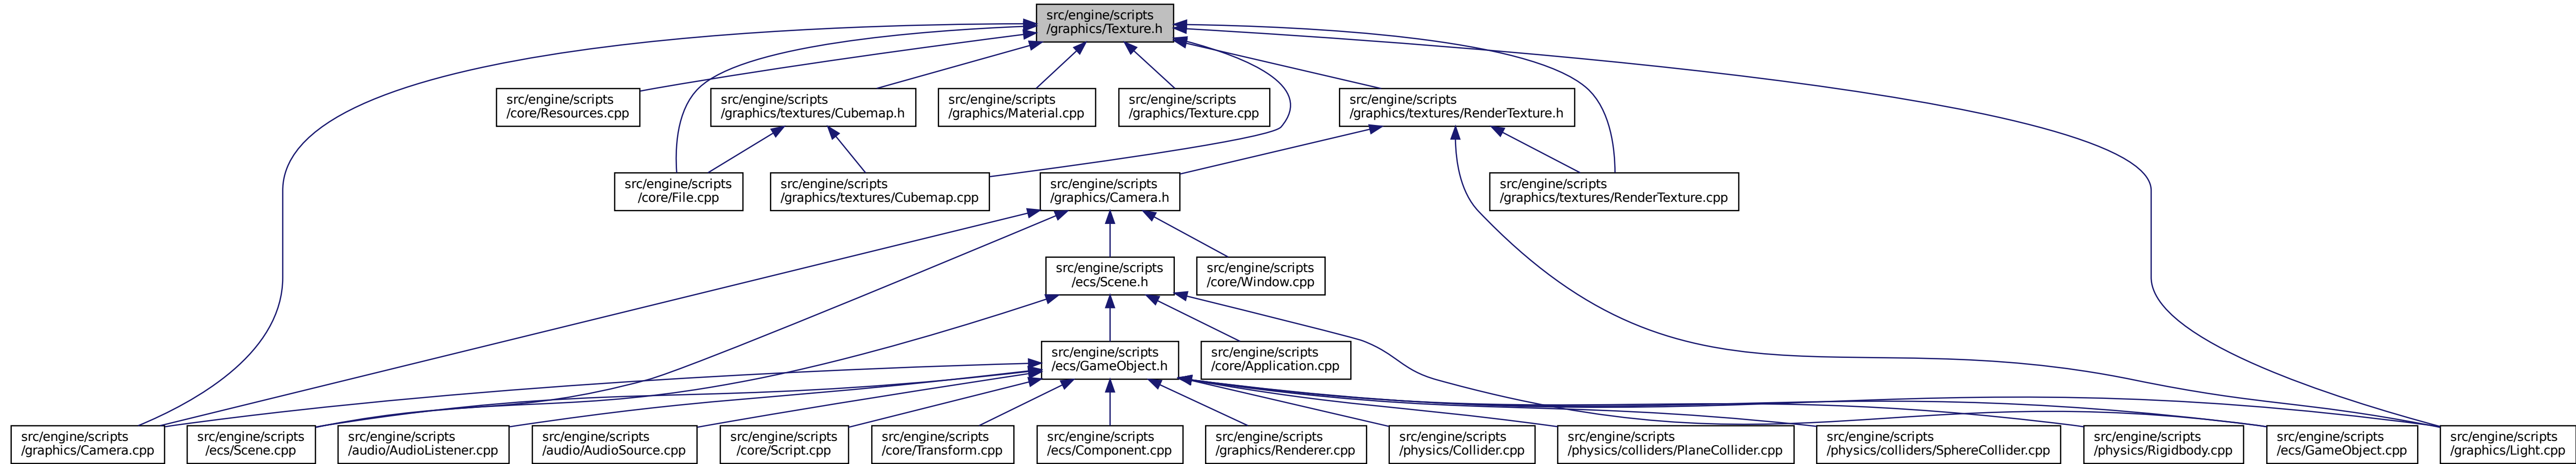 src/engine/scripts
/graphics/Texture.h
src/engine/scripts
/core/Resources.cpp
src/engine/scripts
/graphics/textures/Cubemap.h
src/engine/scripts
/graphics/Material.cpp
src/engine/scripts
/graphics/Texture.cpp
src/engine/scripts
/graphics/textures/RenderTexture.h
src/engine/scripts
/core/File.cpp
src/engine/scripts
/graphics/textures/Cubemap.cpp
src/engine/scripts
/graphics/Camera.h
src/engine/scripts
/graphics/textures/RenderTexture.cpp
src/engine/scripts
/ecs/Scene.h
src/engine/scripts
/core/Window.cpp
src/engine/scripts
/ecs/GameObject.h
src/engine/scripts
/core/Application.cpp
src/engine/scripts
/graphics/Camera.cpp
src/engine/scripts
/ecs/Scene.cpp
src/engine/scripts
/audio/AudioListener.cpp
src/engine/scripts
/audio/AudioSource.cpp
src/engine/scripts
/core/Script.cpp
src/engine/scripts
/core/Transform.cpp
src/engine/scripts
/ecs/Component.cpp
src/engine/scripts
/graphics/Renderer.cpp
src/engine/scripts
/physics/Collider.cpp
src/engine/scripts
/physics/colliders/PlaneCollider.cpp
src/engine/scripts
/physics/colliders/SphereCollider.cpp
src/engine/scripts
/physics/Rigidbody.cpp
src/engine/scripts
/ecs/GameObject.cpp
src/engine/scripts
/graphics/Light.cpp